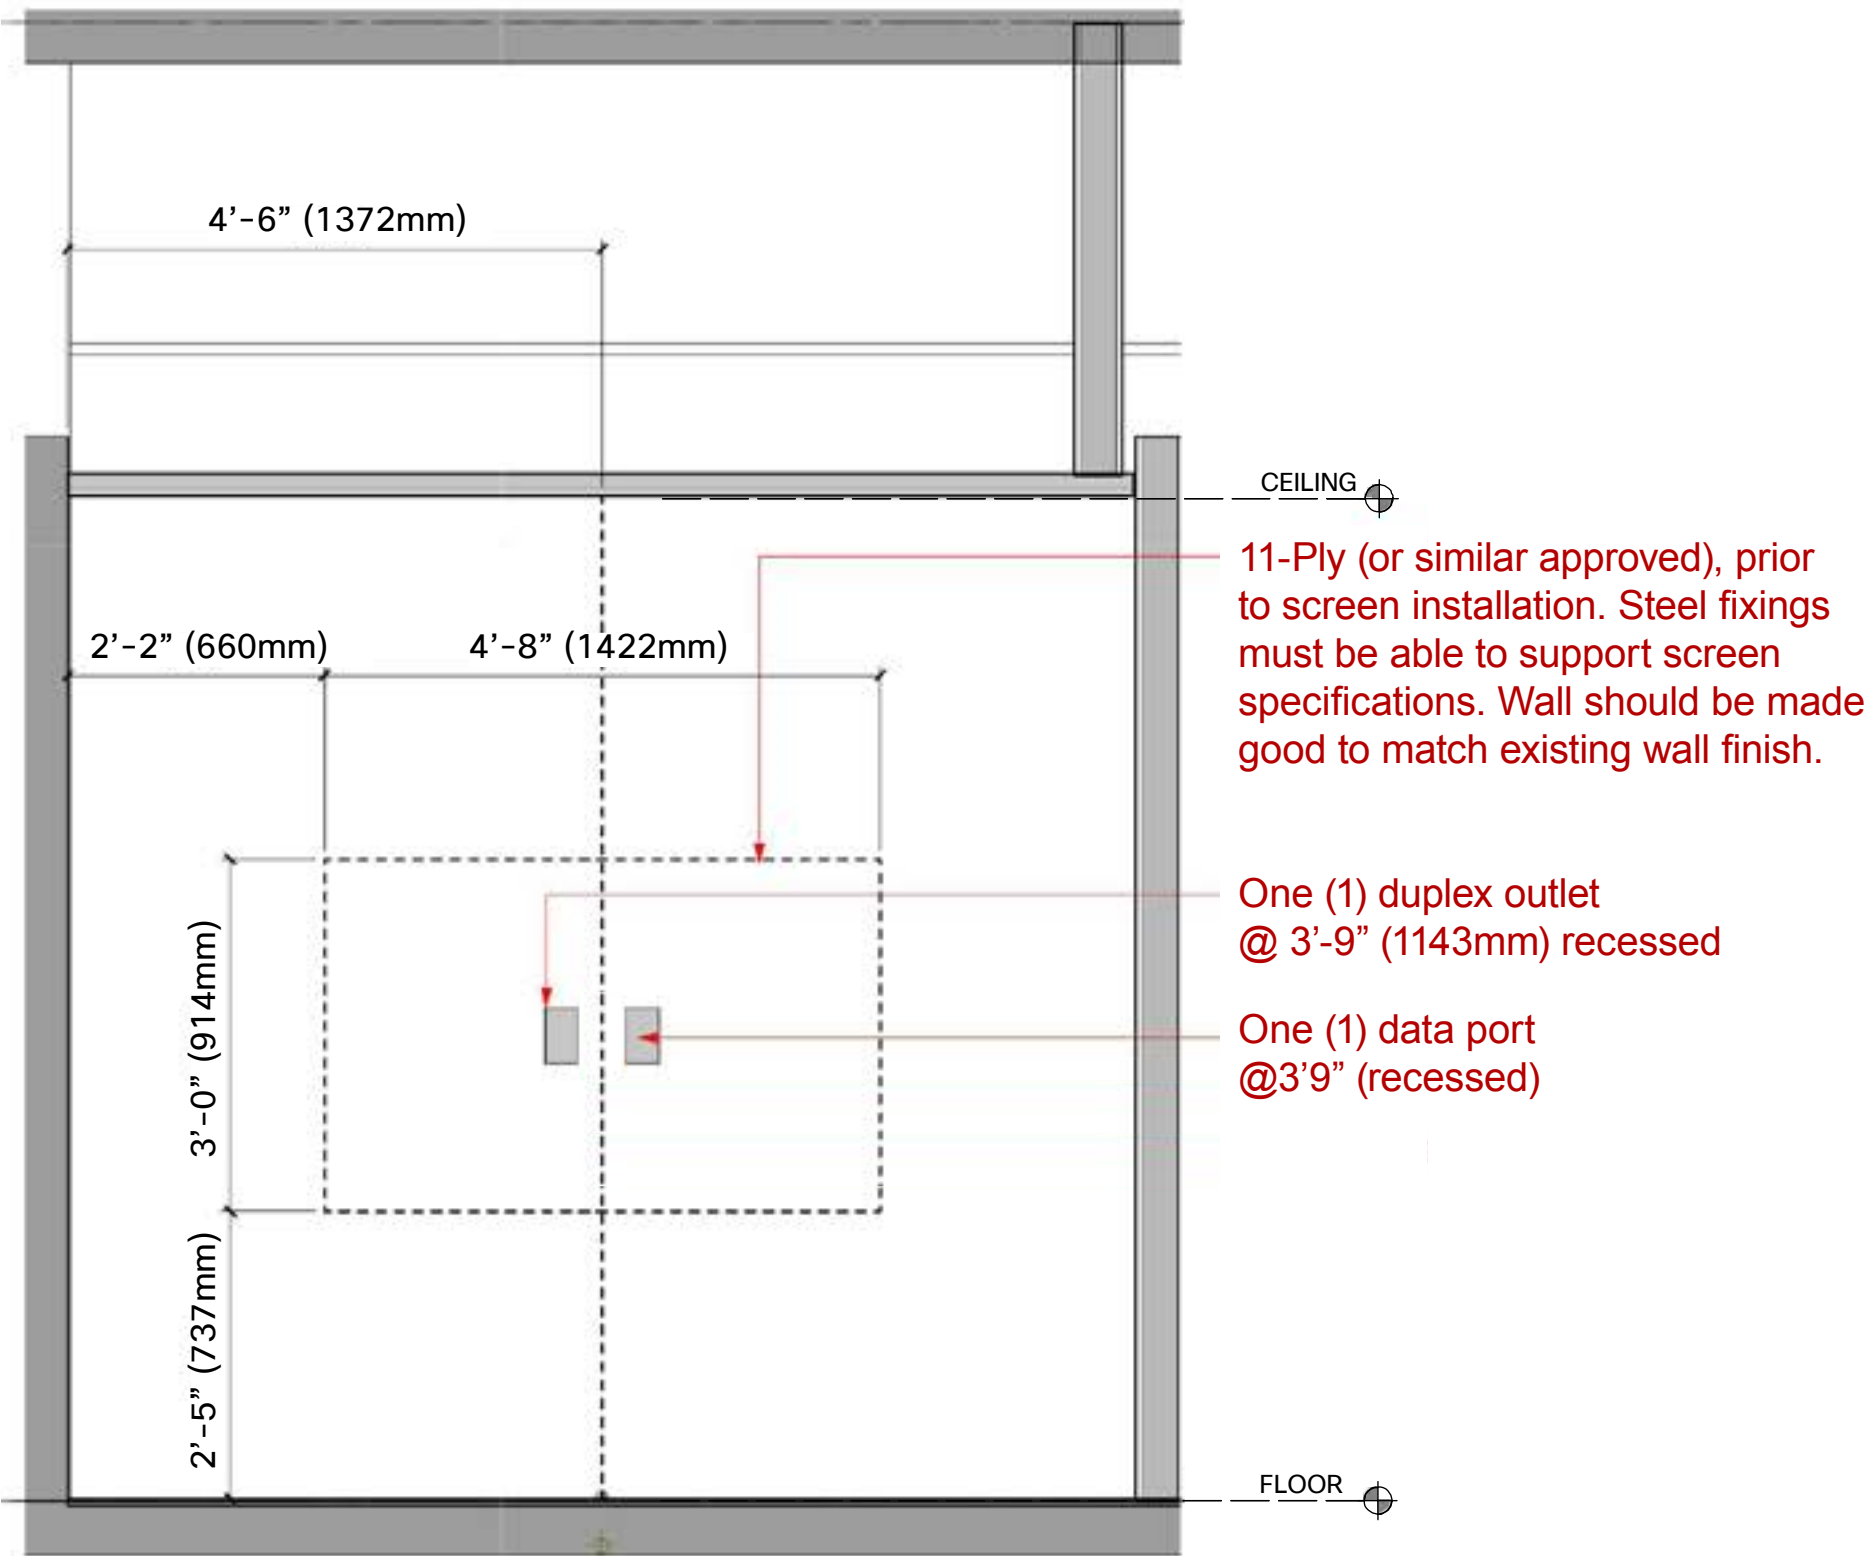 4’-6” (1372mm)
CEILING
11-Ply (or similar approved), prior
to screen installation. Steel fixings
must be able to support screen
specifications. Wall should be made
good to match existing wall finish.
2’-2” (660mm)
4’-8” (1422mm)
One (1) duplex outlet
@ 3’-9” (1143mm) recessed
3’-0” (914mm)
One (1) data port
@3’9” (recessed)
2’-5” (737mm)
FLOOR